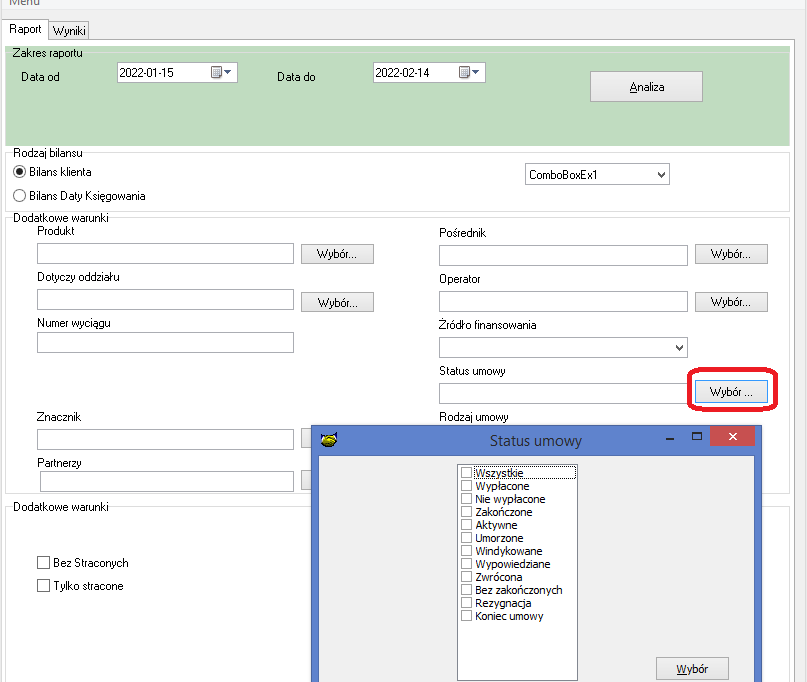 Menu
Raport Wyniki
Zakres raportu
Data od 2022-01-15 Data do 2022-02-14 Analiza
Rodzaj bilansu
Bilans klienta ComboBoxEx1
Bilans Daty Księgowania
Dodatkowe warunki
Produkt
Wybór...
Dotyczy oddziału
Wybór...
Numer wyciągu
Pośrednik
Wybór...
Operator
Wybór...
Źródło finansowania
Status umowy
Wybór ...
Rodzaj umowy
Znacznik
Partnerzy
Dodatkowe warunki
Bez Straconych
Tylko stracone
Status umowy
Wszystkie
Wypłacone
Nie wypłacone
Zakończone
Aktywne
Umorzone
Windykowane
Wypowiedziane
Zwrócona
Bez zakończonych
Rezygnacja
Koniec umowy
Wybór